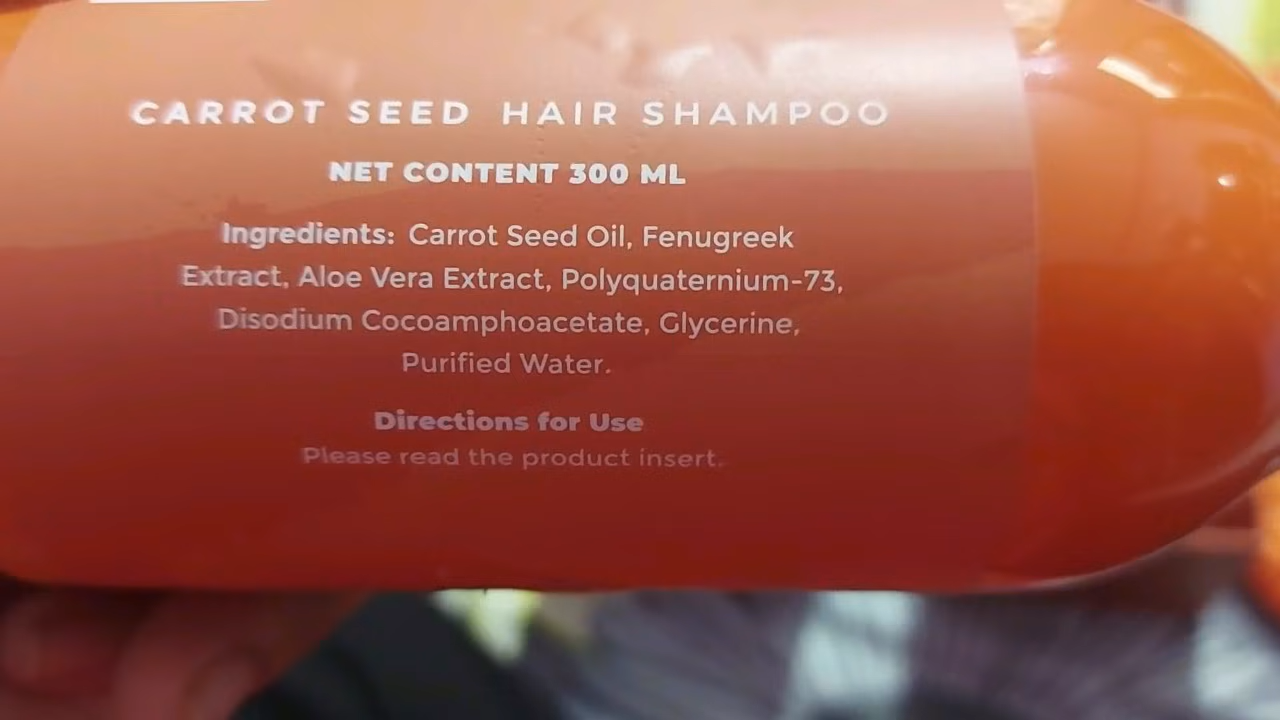 CARROT SEED HAIR SHAMPOO
NET CONTENT 300 ML
Ingredients: Carrot Seed Oil, Fenugreek
Extract, Aloe Vera Extract, Polyquaternium-73,
Disodium Cocoamphoacetate, Glycerine,
Purified Water.
Directions for Use
Please read the product insert.